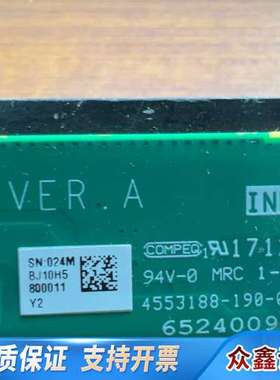 VER.A
IN
SN:024M
BJ10H5
800011
Y2
COMPEQ
94V-0 MRC 1-
4553188-190-
6524009
质保证 支持开票
众鑫